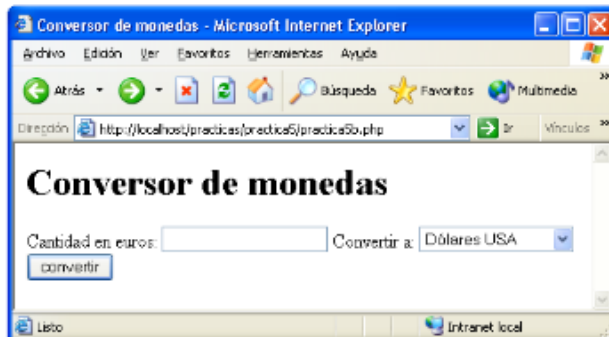 Conversor de monedas - Microsoft Internet Explorer
Archivo Edición Ver Favoritos Herramientas Ayuda
Atrás Búsqueda Favoritos Multimedia »
Dirección http://localhost/practicas/practica5/practica5b.php Ir Vínculos »
Conversor de monedas
Cantidad en euros: Convertir a: Dólares USA
convertir
Listo Intranet local